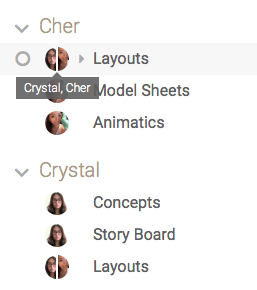 Cher
Layouts
Crystal, Cher
Model Sheets
Animatics
Crystal
Concepts
Story Board
Layouts